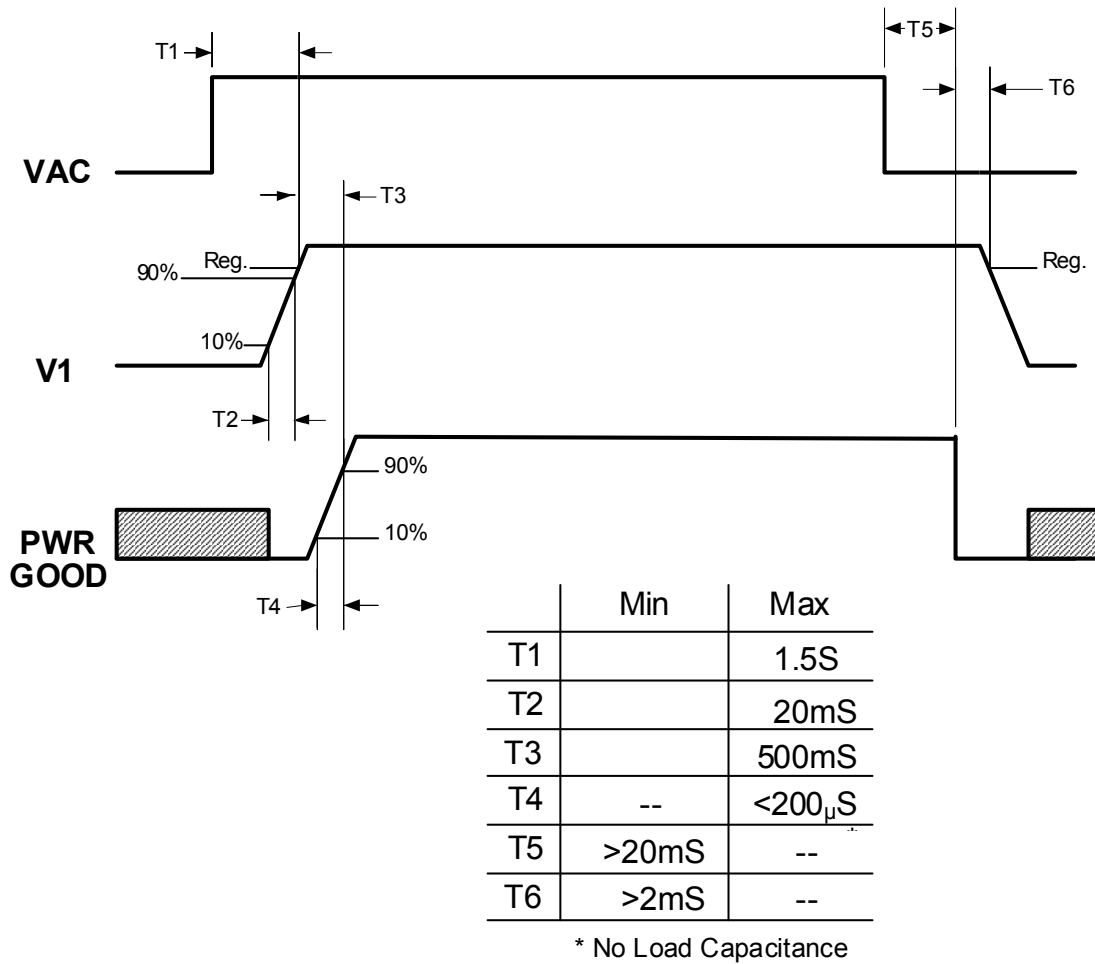 T1
T5
T6
VAC
T3
Reg.
90%
Reg.
10%
V1
T2
90%
10%
PWR
GOOD
T4
Min Max
T1 1.5S
T2 20mS
T3 500mS
T4 -- <200µS
*
T5 >20mS --
T6 >2mS --
* No Load Capacitance